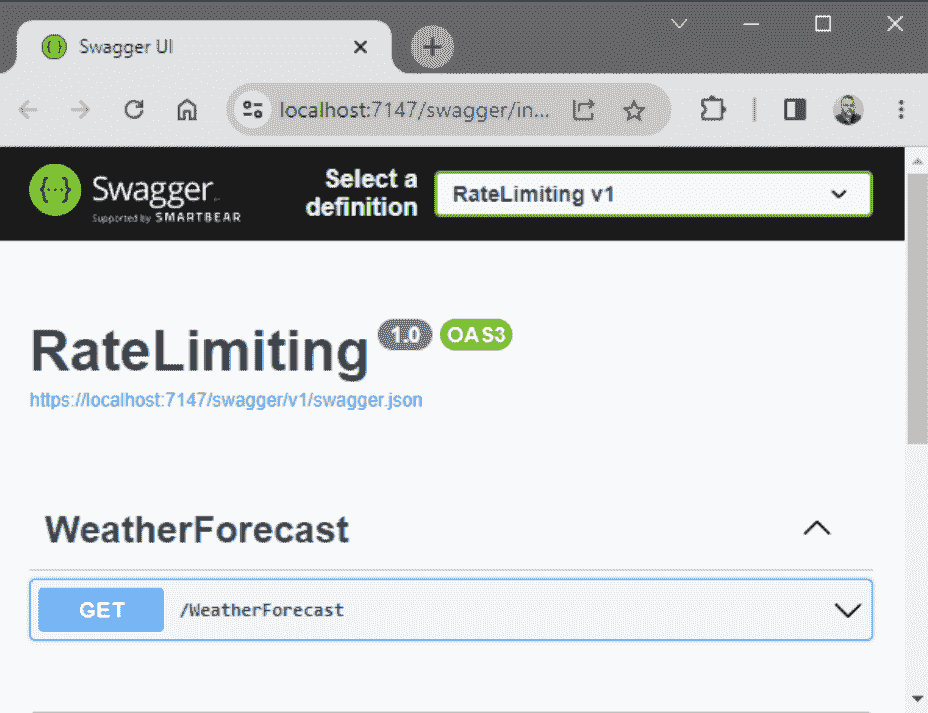 Swagger UI
localhost:7147/swagger/in...
Swagger
Supported by SMARTBEAR
Select a
definition
RateLimiting v1
RateLimiting 1.0 OAS3
https://localhost:7147/swagger/v1/swagger.json
WeatherForecast
GET /WeatherForecast